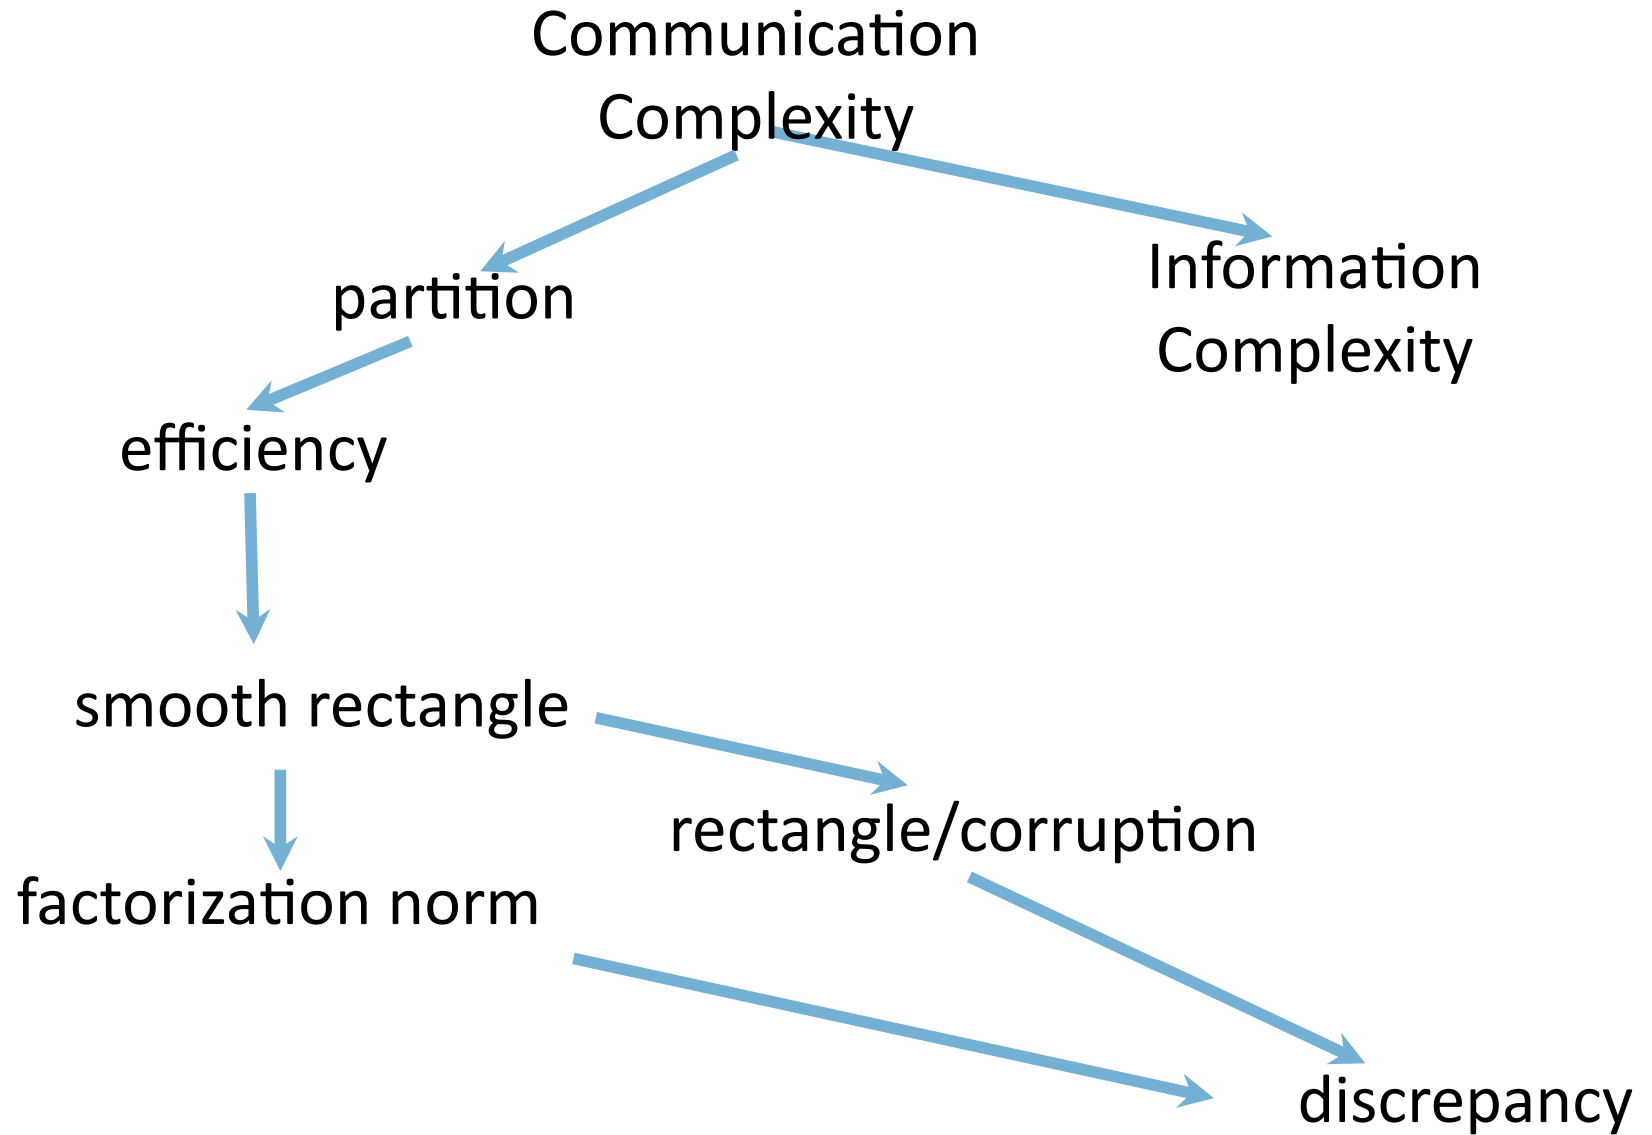 Communication
Complexity
Information
Complexity
partition
efficiency
smooth rectangle
rectangle/corruption
factorization norm
discrepancy